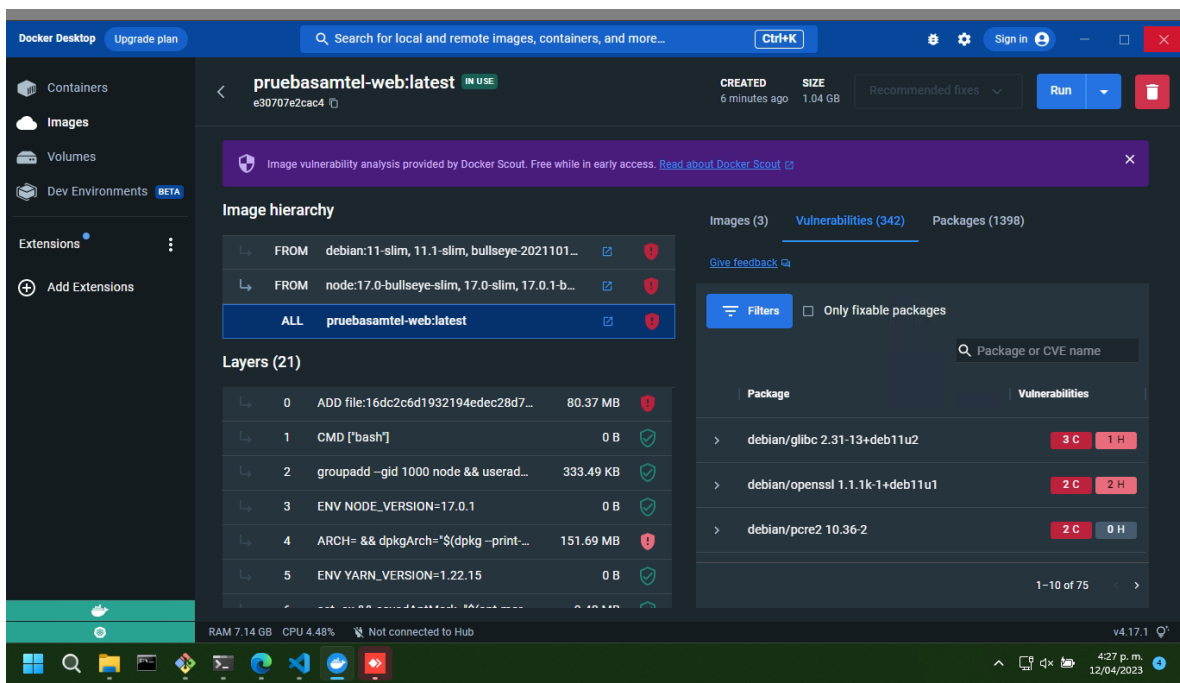 Docker Desktop Upgrade plan Search for local and remote images, containers, and more... Ctrl+K Sign in
Containers
Images
Volumes
Dev Environments BETA
Extensions
Add Extensions
pruebasamtel-web:latest IN USE
e30707e2cac4
CREATED SIZE
6 minutes ago 1.04 GB
Recommended fixes
Run
Image vulnerability analysis provided by Docker Scout. Free while in early access. Read about Docker Scout
Image hierarchy
FROM debian:11-slim, 11.1-slim, bullseye-2021101...
FROM node:17.0-bullseye-slim, 17.0-slim, 17.0.1-b...
ALL pruebasamtel-web:latest
Layers (21)
0 ADD file:16dc2c6d1932194edec28d7... 80.37 MB
1 CMD ["bash"] 0 B
2 groupadd --gid 1000 node && userad... 333.49 KB
3 ENV NODE_VERSION=17.0.1 0 B
4 ARCH= && dpkgArch="$(dpkg --print-... 151.69 MB
5 ENV YARN_VERSION=1.22.15 0 B
Images (3) Vulnerabilities (342) Packages (1398)
Give feedback
Filters Only fixable packages
Package or CVE name
Package Vulnerabilities
debian/glibc 2.31-13+deb11u2 3 C 1 H
debian/openssl 1.1.1k-1+deb11u1 2 C 2 H
debian/pcre2 10.36-2 2 C 0 H
1–10 of 75
RAM 7.14 GB CPU 4.48% Not connected to Hub v4.17.1
4:27 p. m.
12/04/2023
4